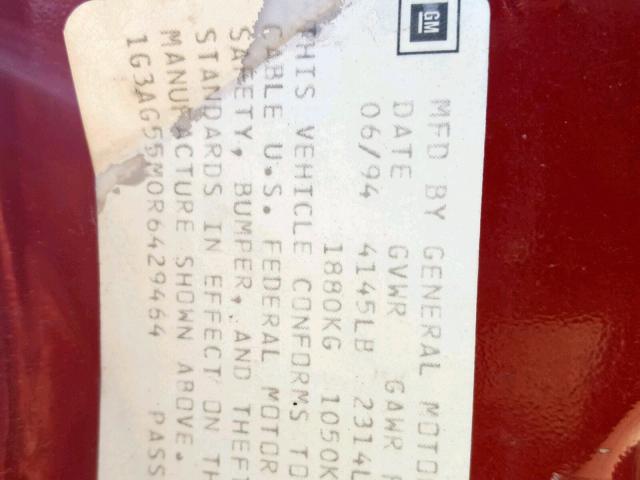 GM
MFD BY GENERAL MOTO
DATE GVWR GAWR
06/94 4145LB 2314L
1880KG 1050K
THIS VEHICLE CONFORMS TO
CABLE U.S. FEDERAL MOTOR
SAFETY, BUMPER, AND THEFT
STANDARDS IN EFFECT ON TH
MANUFACTURE SHOWN ABOVE.
1G3AG55M0R6429464 PASS